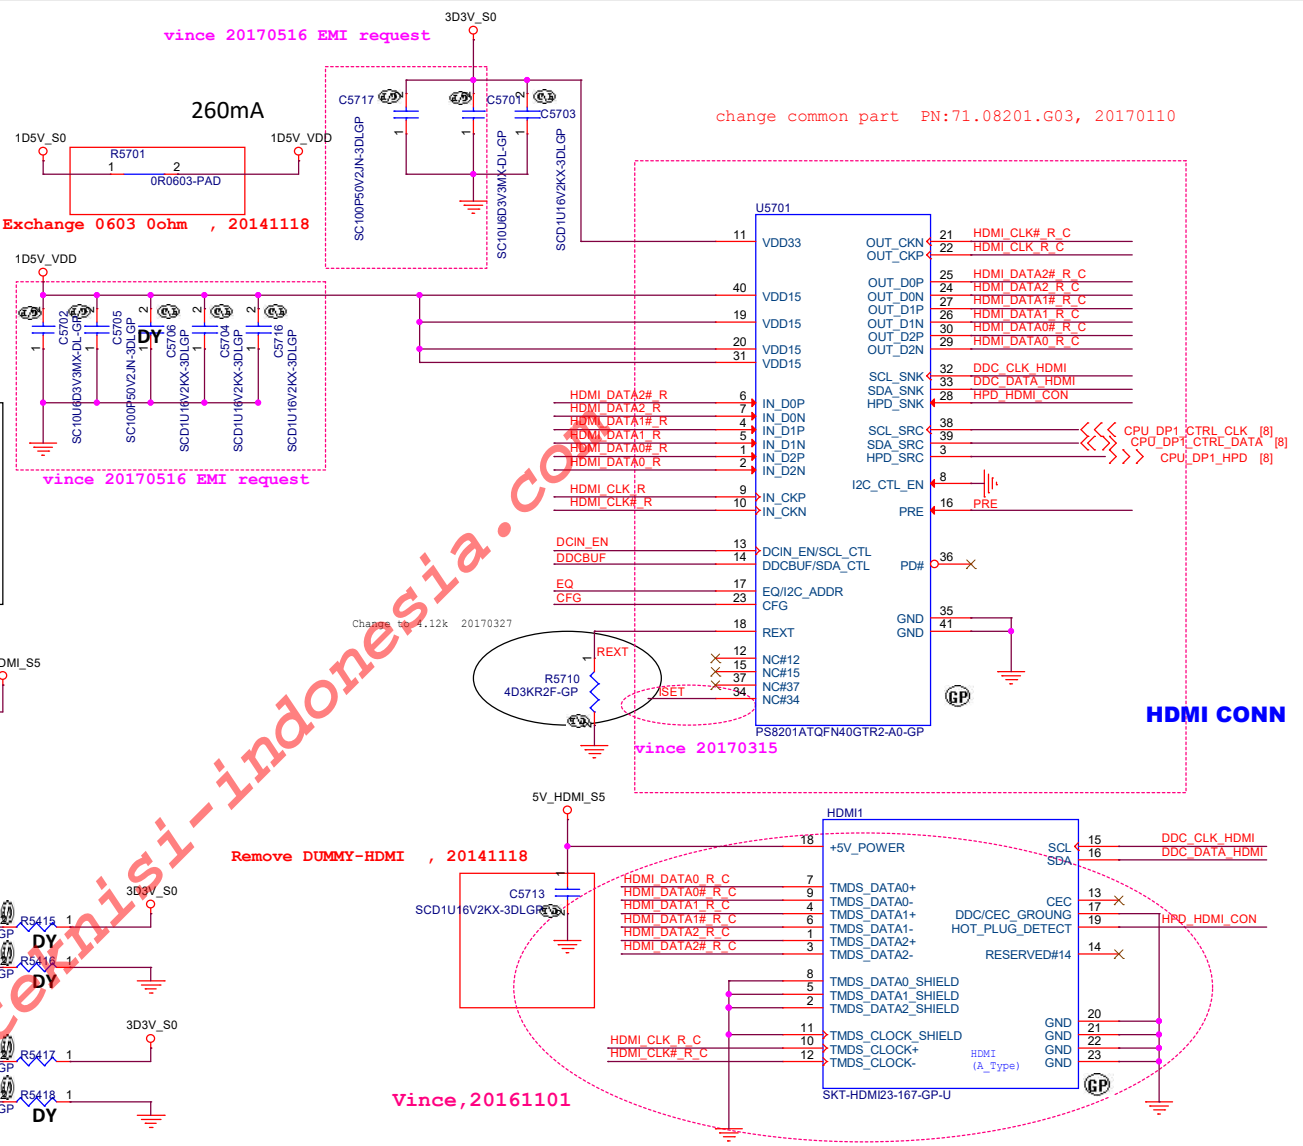 3D3V_S0
vince 20170516 EMI request
260mA
C5717
SC100P50V2JN-3DLGP
C5701
SC10U6D3V3MX-DL-GP
C5703
SCD1U16V2KX-3DLGP
change common part PN:71.08201.G03, 20170110
1D5V_S0
R5701
1 2
0R0603-PAD
1D5V_VDD
Exchange 0603 0ohm , 20141118
1D5V_VDD
C5702
SC10U6D3V3MX-DL-GP
C5705
SC100P50V2JN-3DLGP
DY
C5706
SCD1U16V2KX-3DLGP
C5704
SCD1U16V2KX-3DLGP
C5716
SCD1U16V2KX-3DLGP
vince 20170516 EMI request
U5701
11 VDD33
40 VDD15
19 VDD15
20 VDD15
31 VDD15
HDMI_DATA2#_R 6 IN_D0P
HDMI_DATA2_R 7 IN_D0N
HDMI_DATA1#_R 4 IN_D1P
HDMI_DATA1_R 5 IN_D1N
HDMI_DATA0#_R 1 IN_D2P
HDMI_DATA0_R 2 IN_D2N
HDMI_CLK_R 9 IN_CKP
HDMI_CLK#_R 10 IN_CKN
DCIN_EN 13 DCIN_EN/SCL_CTL
DDCBUF 14 DDCBUF/SDA_CTL
EQ 17 EQ/I2C_ADDR
CFG 23 CFG
18 REXT
12 NC#12
15 NC#15
37 NC#37
ISET 34 NC#34
OUT_CKN 21 HDMI_CLK#_R_C
OUT_CKP 22 HDMI_CLK_R_C
OUT_D0P 25 HDMI_DATA2#_R_C
OUT_D0N 24 HDMI_DATA2_R_C
OUT_D1P 27 HDMI_DATA1#_R_C
OUT_D1N 26 HDMI_DATA1_R_C
OUT_D2P 30 HDMI_DATA0#_R_C
OUT_D2N 29 HDMI_DATA0_R_C
SCL_SNK 32 DDC_CLK_HDMI
SDA_SNK 33 DDC_DATA_HDMI
HPD_SNK 28 HPD_HDMI_CON
SCL_SRC 38 CPU_DP1_CTRL_CLK [8]
SDA_SRC 39 CPU_DP1_CTRL_DATA [8]
HPD_SRC 3 CPU_DP1_HPD [8]
I2C_CTL_EN 8
PRE 16 PRE
PD# 36
GND 35
GND 41
GP
PS8201ATQFN40GTR2-A0-GP
Change to 4.12k 20170327
REXT
1
R5710
4D3KR2F-GP
vince 20170315
HDMI CONN
teknisi-indonesia.com
DMI_S5
5V_HDMI_S5
Remove DUMMY-HDMI , 20141118
1
C5713
SCD1U16V2KX-3DLGP
HDMI1
18 +5V_POWER
HDMI_DATA0_R_C 7 TMDS_DATA0+
HDMI_DATA0#_R_C 9 TMDS_DATA0-
HDMI_DATA1_R_C 4 TMDS_DATA1+
HDMI_DATA1#_R_C 6 TMDS_DATA1-
HDMI_DATA2_R_C 1 TMDS_DATA2+
HDMI_DATA2#_R_C 3 TMDS_DATA2-
8 TMDS_DATA0_SHIELD
5 TMDS_DATA1_SHIELD
2 TMDS_DATA2_SHIELD
11 TMDS_CLOCK_SHIELD
HDMI_CLK_R_C 10 TMDS_CLOCK+
HDMI_CLK#_R_C 12 TMDS_CLOCK-
SCL 15 DDC_CLK_HDMI
SDA 16 DDC_DATA_HDMI
CEC 13
DDC/CEC_GROUNG 17
HOT_PLUG_DETECT 19 HPD_HDMI_CON
RESERVED#14 14
GND 20
GND 21
GND 22
GND 23
HDMI
(A_Type)
SKT-HDMI23-167-GP-U
GP
Vince,20161101
3D3V_S0
R5415 1
DY
R5416 1
DY
3D3V_S0
R5417 1
R5418 1
DY